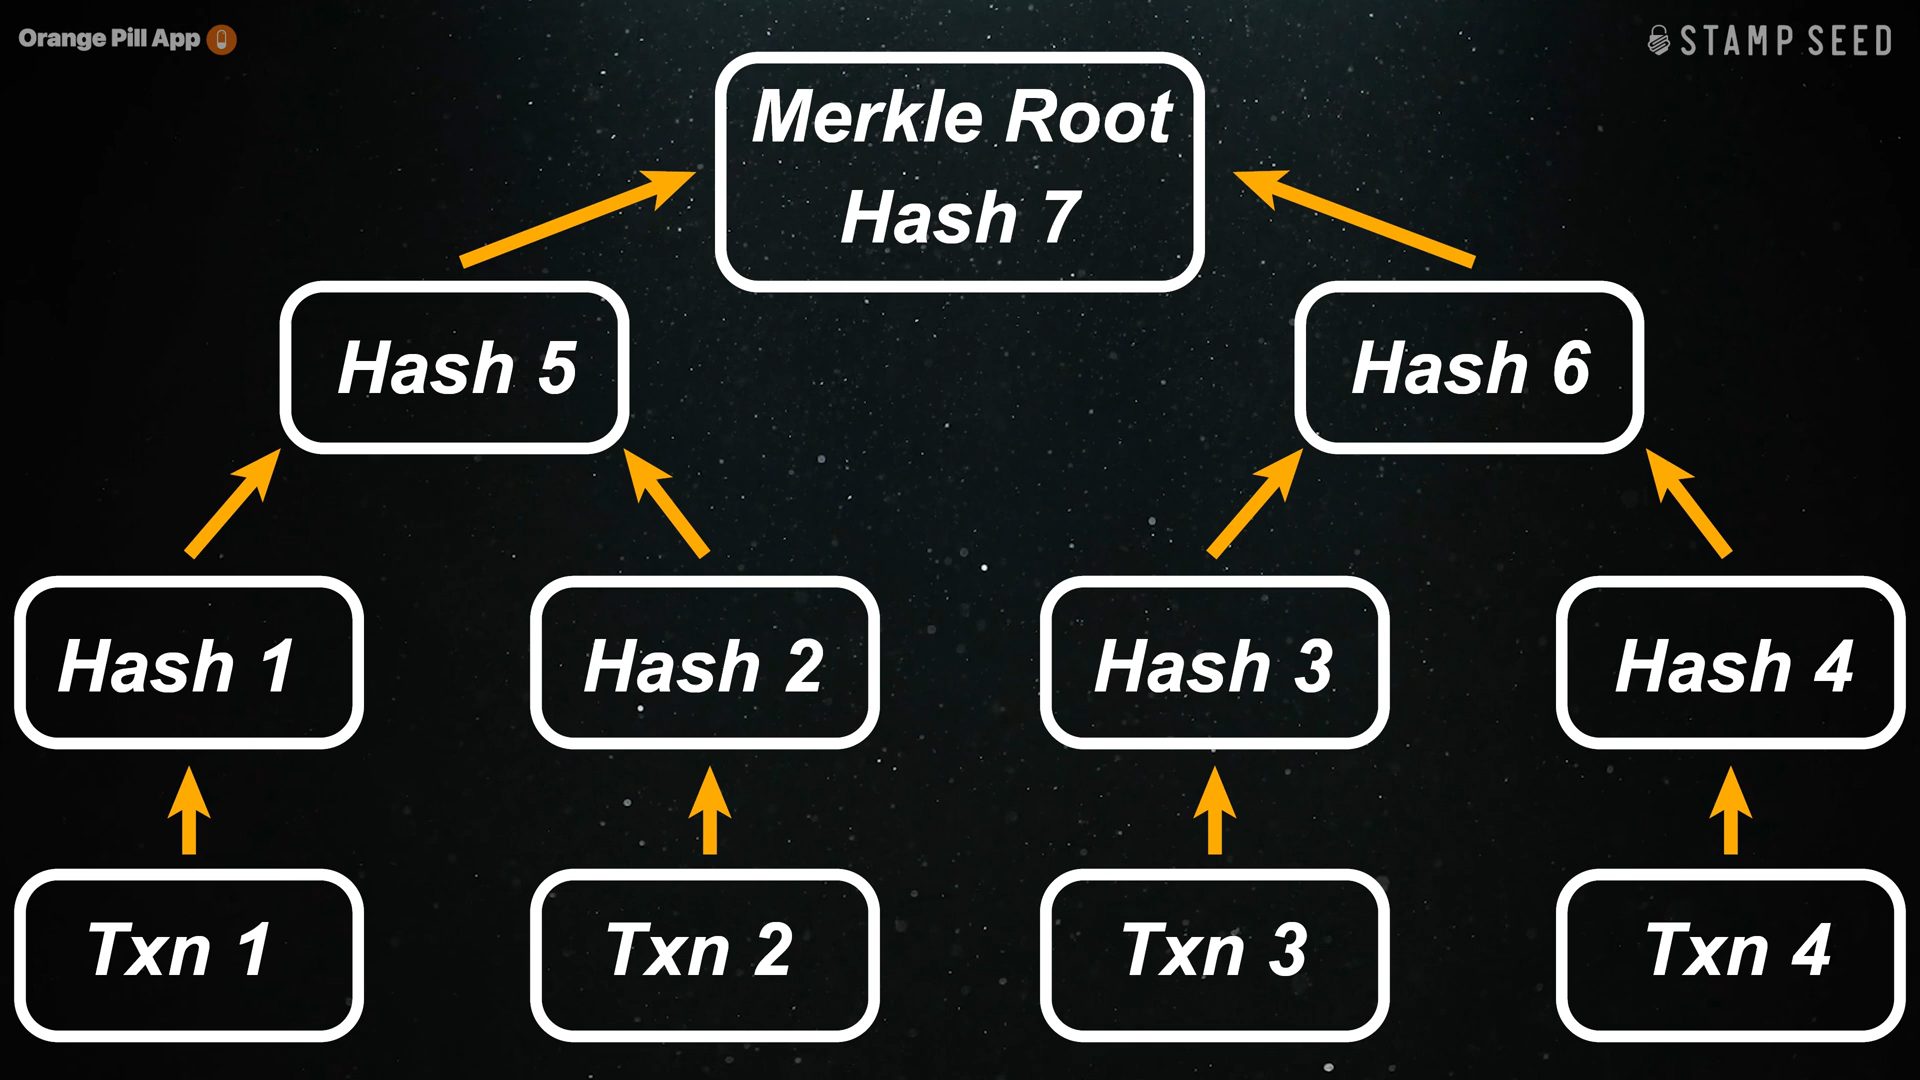 Orange Pill App
STAMP SEED
Merkle Root
Hash 7
Hash 5
Hash 6
Hash 1
Hash 2
Hash 3
Hash 4
Txn 1
Txn 2
Txn 3
Txn 4